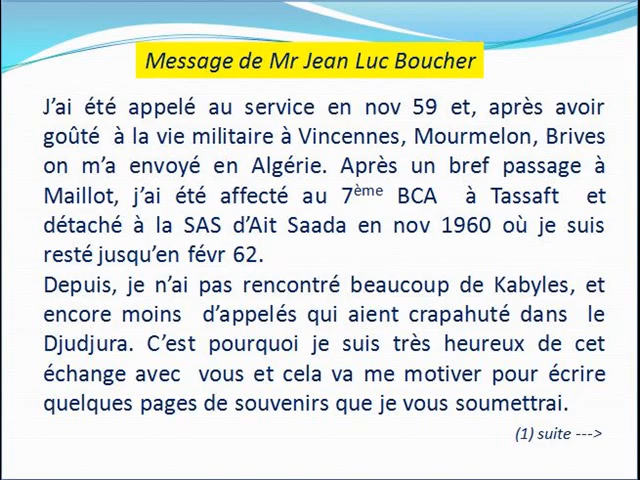 Message de Mr Jean Luc Boucher
J'ai été appelé au service en nov 59 et, après avoir
goûté à la vie militaire à Vincennes, Mourmelon, Brives
on m'a envoyé en Algérie. Après un bref passage à
Maillot, j'ai été affecté au 7ème BCA à Tassaft et
détaché à la SAS d'Ait Saada en nov 1960 où je suis
resté jusqu'en févr 62.
Depuis, je n'ai pas rencontré beaucoup de Kabyles, et
encore moins d'appelés qui aient crapahuté dans le
Djudjura. C'est pourquoi je suis très heureux de cet
échange avec vous et cela va me motiver pour écrire
quelques pages de souvenirs que je vous soumettrai.
(1) suite --->